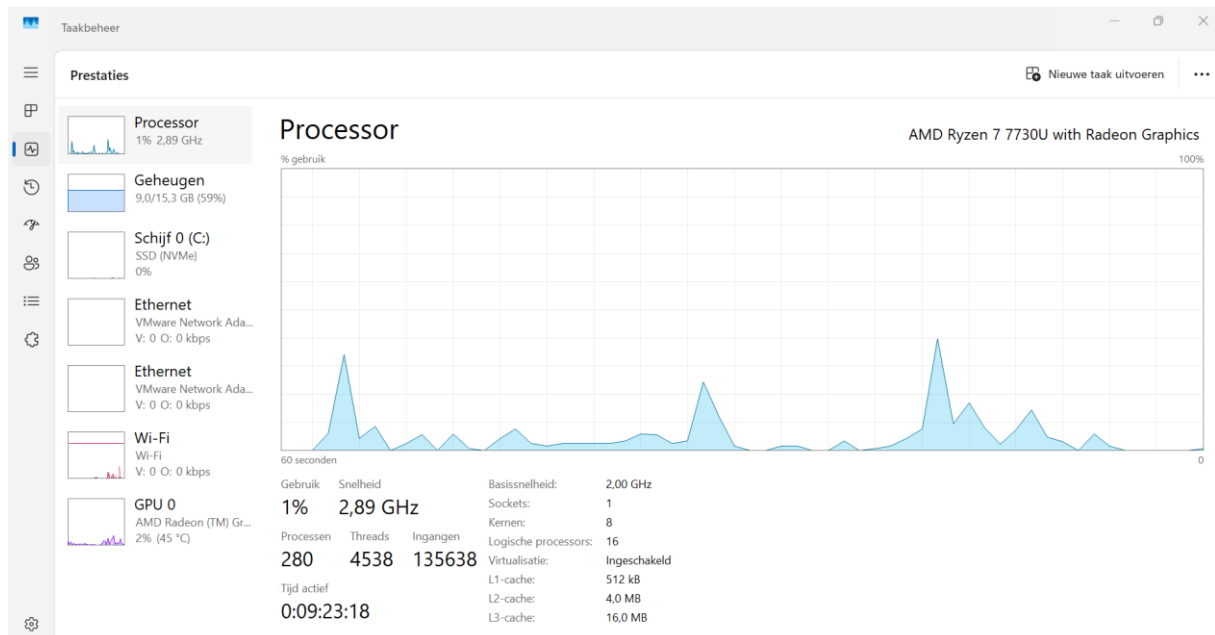 Taakbeheer
Prestaties
Nieuwe taak uitvoeren
Processor
1% 2,89 GHz
Geheugen
9,0/15,3 GB (59%)
Schijf 0 (C:)
SSD (NVMe)
0%
Ethernet
VMware Network Ada...
V: 0 O: 0 kbps
Ethernet
VMware Network Ada...
V: 0 O: 0 kbps
Wi-Fi
Wi-Fi
V: 0 O: 0 kbps
GPU 0
AMD Radeon (TM) Gr...
2% (45 °C)
Processor
AMD Ryzen 7 7730U with Radeon Graphics
% gebruik 100%
60 seconden 0
Gebruik Snelheid
1% 2,89 GHz
Processen Threads Ingangen
280 4538 135638
Tijd actief
0:09:23:18
Basissnelheid: 2,00 GHz
Sockets: 1
Kernen: 8
Logische processors: 16
Virtualisatie: Ingeschakeld
L1-cache: 512 kB
L2-cache: 4,0 MB
L3-cache: 16,0 MB